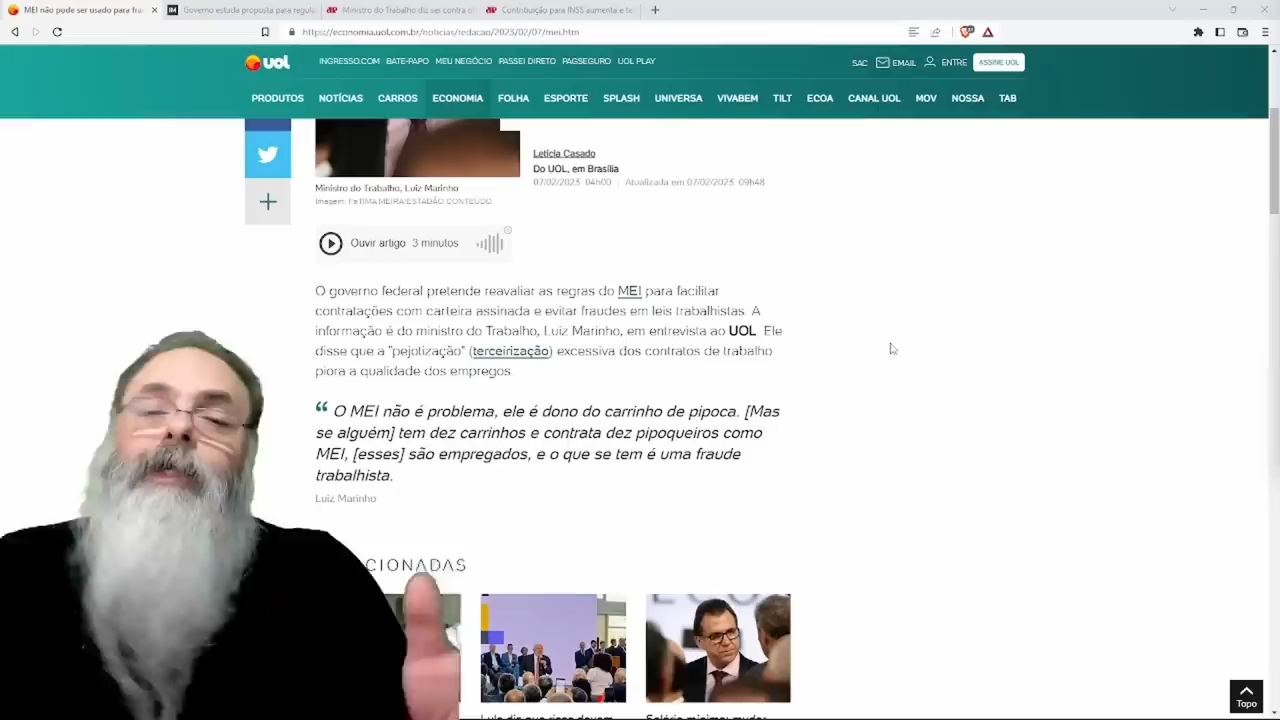 MEI não pode ser usado para fra
Governo estuda proposta para regula
Ministro do Trabalho diz ser contra o
Contribuição para INSS aumenta e te
https://economia.uol.com.br/noticias/redacao/2023/02/07/mei.htm
UOL
INGRESSO.COM BATE-PAPO MEU NEGÓCIO PASSEI DIRETO PAGSEGURO UOL PLAY
SAC EMAIL ENTRE ASSINE UOL
PRODUTOS NOTÍCIAS CARROS ECONOMIA FOLHA ESPORTE SPLASH UNIVERSA VIVABEM TILT ECOA CANAL UOL MOV NOSSA TAB
Letícia Casado
Do UOL, em Brasília
07/02/2023 04h00 | Atualizada em 07/02/2023 09h48
Ministro do Trabalho, Luiz Marinho
Imagem: FáTIMA MEIRA/ESTADÃO CONTEÚDO
Ouvir artigo 3 minutos
O governo federal pretende reavaliar as regras do MEI para facilitar
contratações com carteira assinada e evitar fraudes em leis trabalhistas. A
informação é do ministro do Trabalho, Luiz Marinho, em entrevista ao UOL. Ele
disse que a "pejotização" (terceirização) excessiva dos contratos de trabalho
piora a qualidade dos empregos.
“ O MEI não é problema, ele é dono do carrinho de pipoca. [Mas
se alguém] tem dez carrinhos e contrata dez pipoqueiros como
MEI, [esses] são empregados, e o que se tem é uma fraude
trabalhista.
Luiz Marinho
CIONADAS
Topo